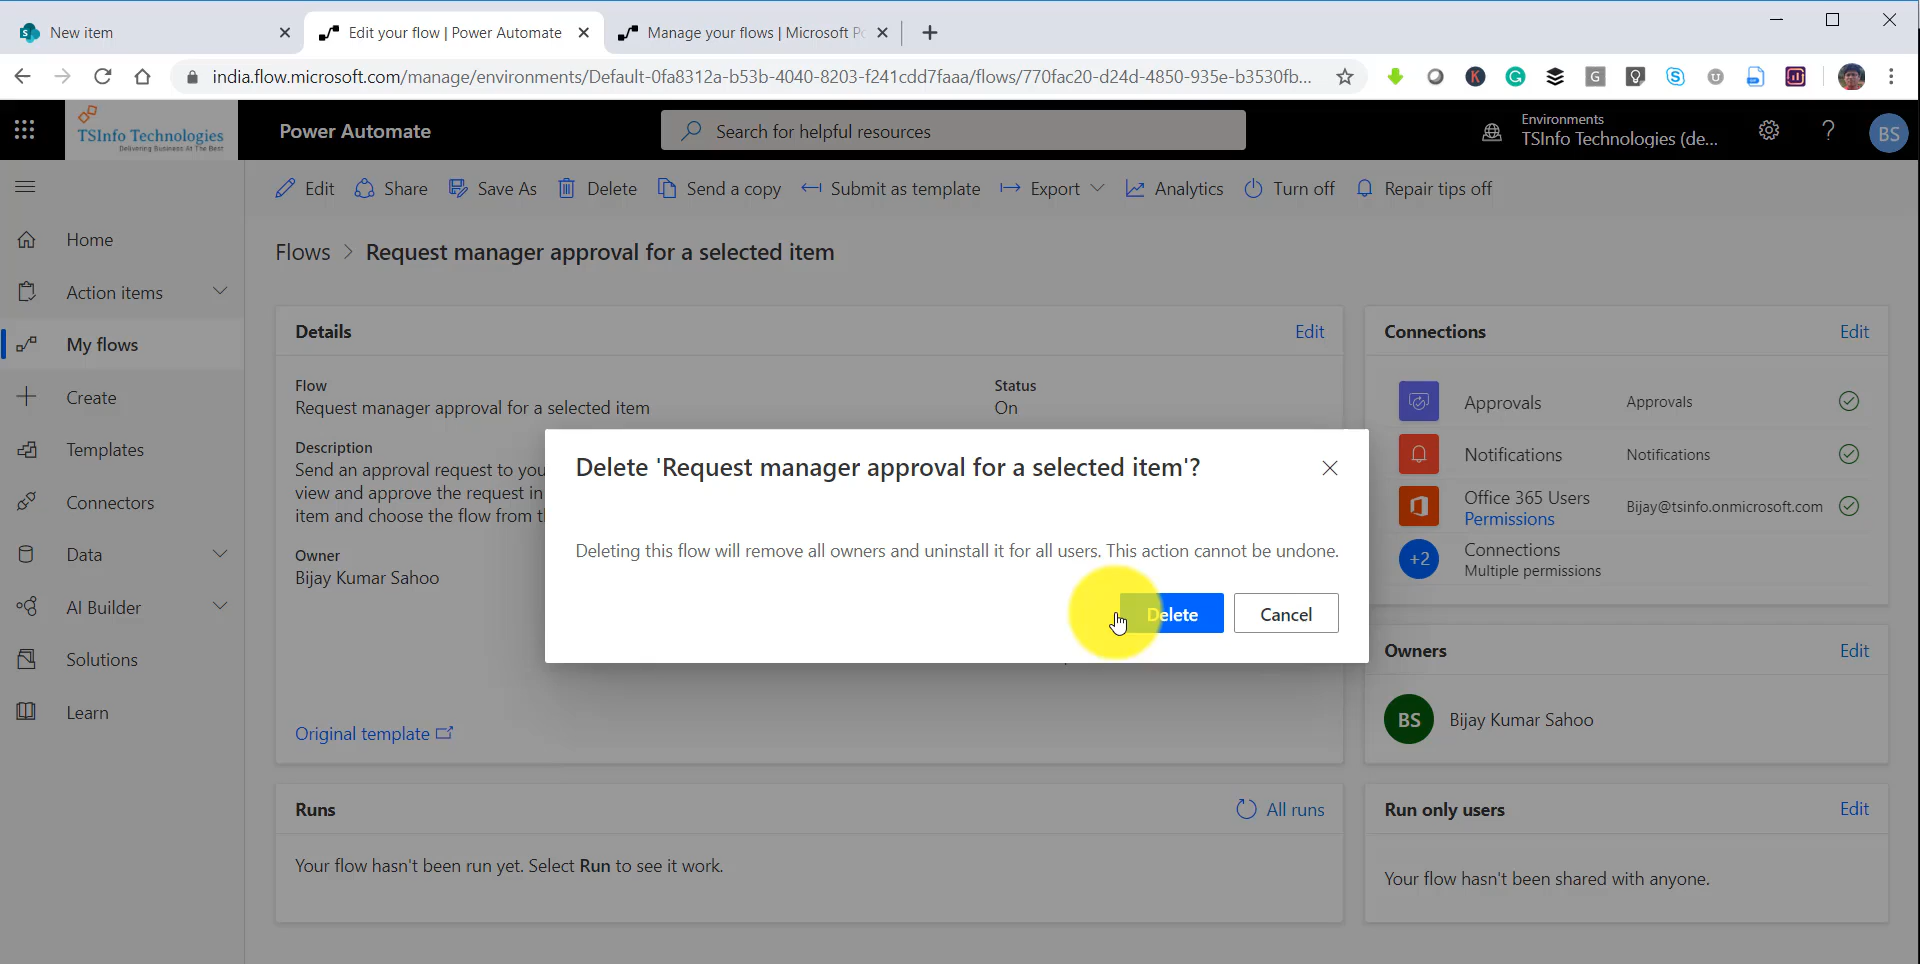 New item
Edit your flow | Power Automate
Manage your flows | Microsoft Po
india.flow.microsoft.com/manage/environments/Default-0fa8312a-b53b-4040-8203-f241cdd7faaa/flows/770fac20-d24d-4850-935e-b3530fb...
TSInfo Technologies
Delivering Business At The Best
Power Automate
Search for helpful resources
Environments
TSInfo Technologies (de...
?
BS
Edit
Share
Save As
Delete
Send a copy
Submit as template
Export
Analytics
Turn off
Repair tips off
Home
Action items
My flows
Create
Templates
Connectors
Data
AI Builder
Solutions
Learn
Flows > Request manager approval for a selected item
Details
Edit
Flow
Request manager approval for a selected item
Status
On
Description
Send an approval request to you
view and approve the request in
item and choose the flow from t
Owner
Bijay Kumar Sahoo
Original template
Delete 'Request manager approval for a selected item'?
Deleting this flow will remove all owners and uninstall it for all users. This action cannot be undone.
Delete
Cancel
Connections
Edit
Approvals
Approvals
Notifications
Notifications
Office 365 Users
Permissions
Bijay@tsinfo.onmicrosoft.com
+2
Connections
Multiple permissions
Owners
Edit
BS
Bijay Kumar Sahoo
Runs
All runs
Your flow hasn't been run yet. Select Run to see it work.
Run only users
Edit
Your flow hasn't been shared with anyone.